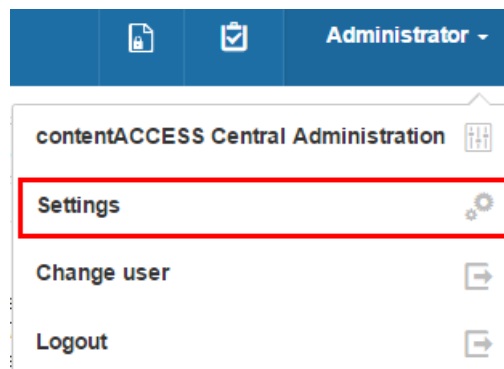 Administrator
contentACCESS Central Administration
Settings
Change user
Logout